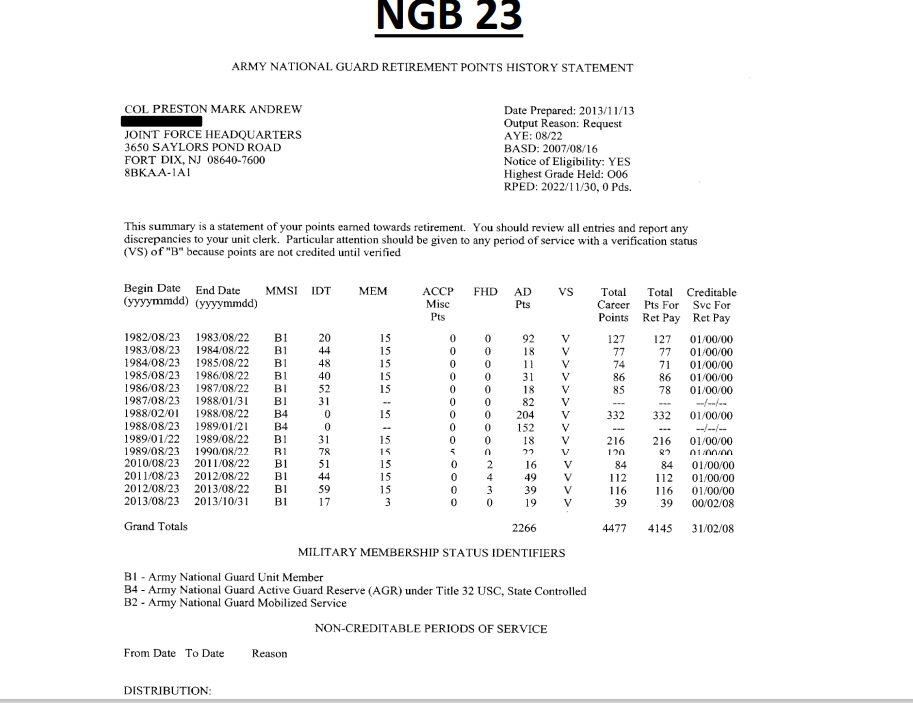 NGB 23
ARMY NATIONAL GUARD RETIREMENT POINTS HISTORY STATEMENT
COL PRESTON MARK ANDREW
JOINT FORCE HEADQUARTERS
3650 SAYLORS POND ROAD
FORT DIX, NJ 08640-7600
8BKAA-1A1
Date Prepared: 2013/11/13
Output Reason: Request
AYE: 08/22
BASD: 2007/08/16
Notice of Eligibility: YES
Highest Grade Held: O06
RPED: 2022/11/30, 0 Pds.
This summary is a statement of your points earned towards retirement. You should review all entries and report any
discrepancies to your unit clerk. Particular attention should be given to any period of service with a verification status
(VS) of "B" because points are not credited until verified
Begin Date End Date MMSI IDT MEM ACCP FHD AD VS Total Total Creditable
(yyyymmdd) (yyyymmdd) Misc Pts Career Pts For Svc For
Pts Points Ret Pay Ret Pay
1982/08/23 1983/08/22 B1 20 15 0 0 92 V 127 127 01/00/00
1983/08/23 1984/08/22 B1 44 15 0 0 18 V 77 77 01/00/00
1984/08/23 1985/08/22 B1 48 15 0 0 11 V 74 71 01/00/00
1985/08/23 1986/08/22 B1 40 15 0 0 31 V 86 86 01/00/00
1986/08/23 1987/08/22 B1 52 15 0 0 18 V 85 78 01/00/00
1987/08/23 1988/01/31 B1 31 -- 0 0 82 V --- --- --/--/--
1988/02/01 1988/08/22 B4 0 15 0 0 204 V 332 332 01/00/00
1988/08/23 1989/01/21 B4 0 -- 0 0 152 V --- --- --/--/--
1989/01/22 1989/08/22 B1 31 15 0 0 18 V 216 216 01/00/00
1989/08/23 1990/08/22 B1 78 15 5 0 22 V 120 82 01/00/00
2010/08/23 2011/08/22 B1 51 15 0 2 16 V 84 84 01/00/00
2011/08/23 2012/08/22 B1 44 15 0 4 49 V 112 112 01/00/00
2012/08/23 2013/08/22 B1 59 15 0 3 39 V 116 116 01/00/00
2013/08/23 2013/10/31 B1 17 3 0 0 19 V 39 39 00/02/08
Grand Totals 2266 4477 4145 31/02/08
MILITARY MEMBERSHIP STATUS IDENTIFIERS
B1 - Army National Guard Unit Member
B4 - Army National Guard Active Guard Reserve (AGR) under Title 32 USC, State Controlled
B2 - Army National Guard Mobilized Service
NON-CREDITABLE PERIODS OF SERVICE
From Date To Date Reason
DISTRIBUTION: